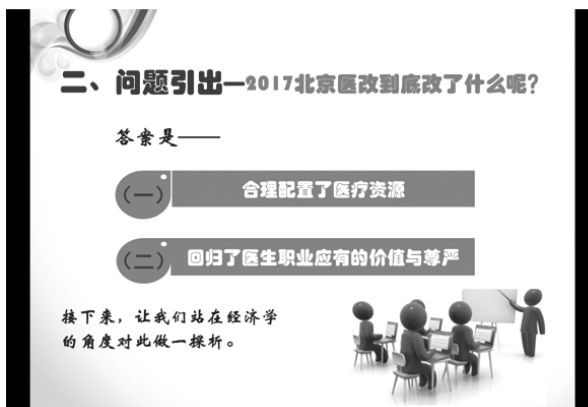 二、问题引出—2017北京医改到底改了什么呢？
答案是——
（一） 合理配置了医疗资源
（二） 回归了医生职业应有的价值与尊严
接下来，让我们站在经济学
的角度对此做一探析。